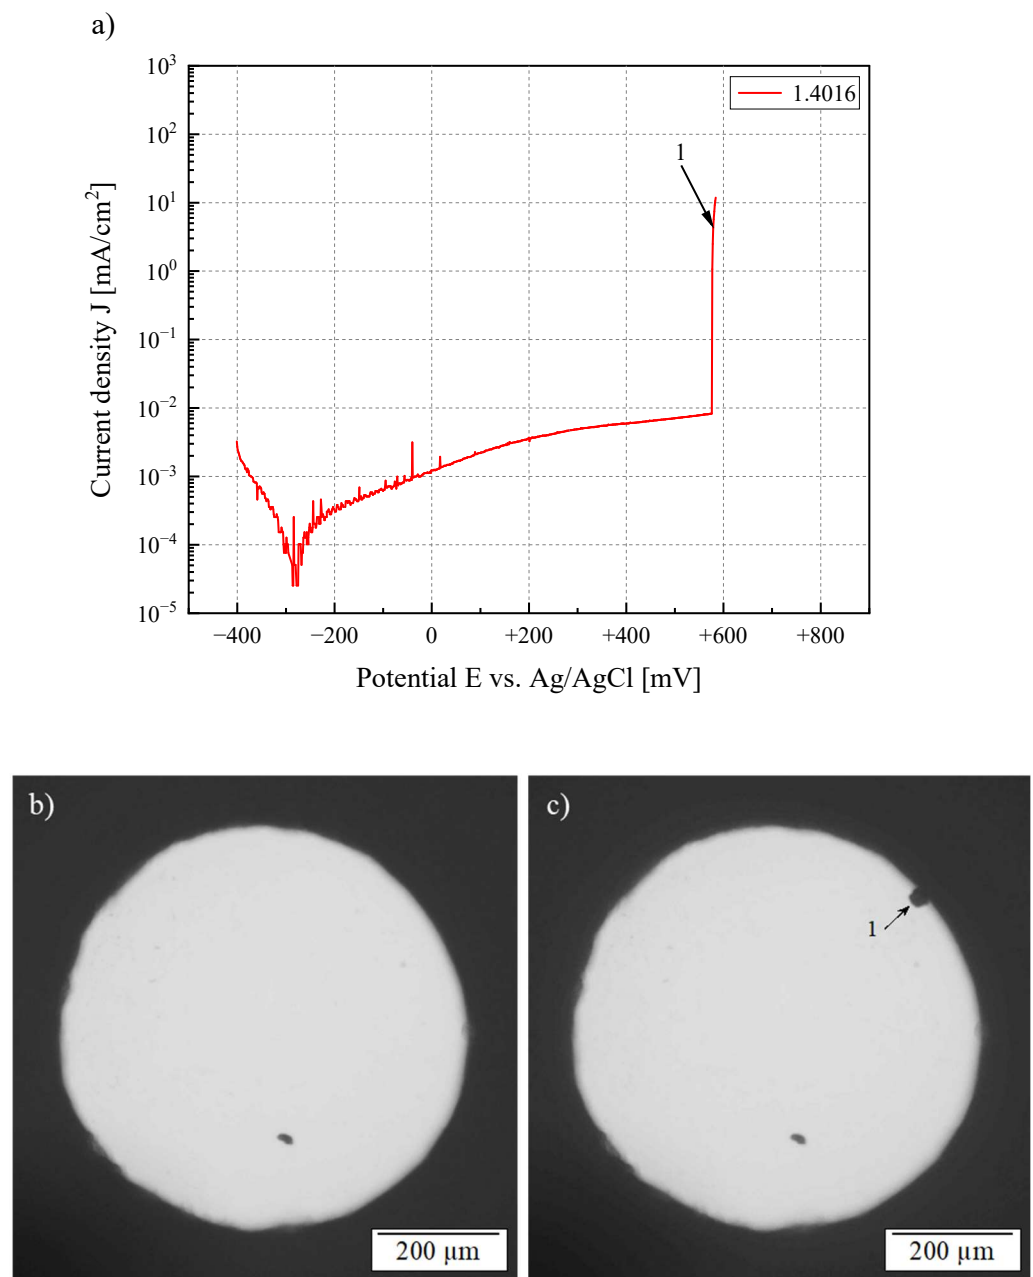 a)
10³
10²
10¹
10⁰
10⁻¹
10⁻²
10⁻³
10⁻⁴
10⁻⁵
Current density J [mA/cm²]
1.4016
1
−400 −200 0 +200 +400 +600 +800
Potential E vs. Ag/AgCl [mV]
b)
200 µm
c)
1
200 µm